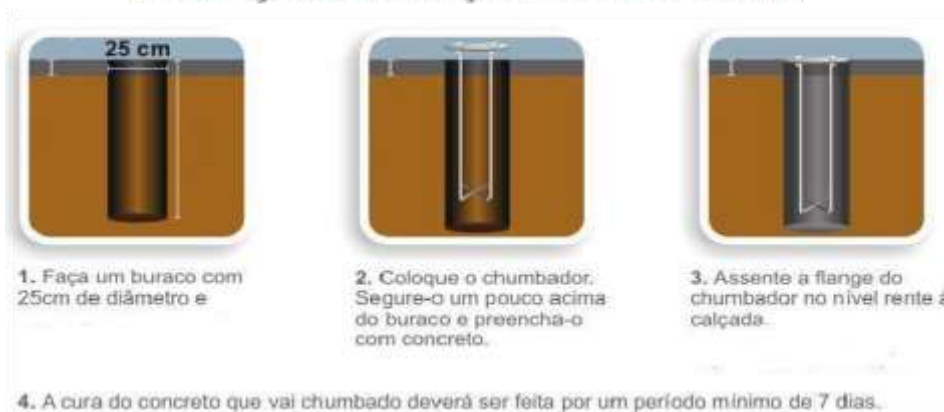 25 cm
1. Faça um buraco com
25cm de diâmetro e
2. Coloque o chumbador.
Segure-o um pouco acima
do buraco e preencha-o
com concreto.
3. Assente a flange do
chumbador no nível rente à
calçada.
4. A cura do concreto que vai chumbado deverá ser feita por um período mínimo de 7 dias.